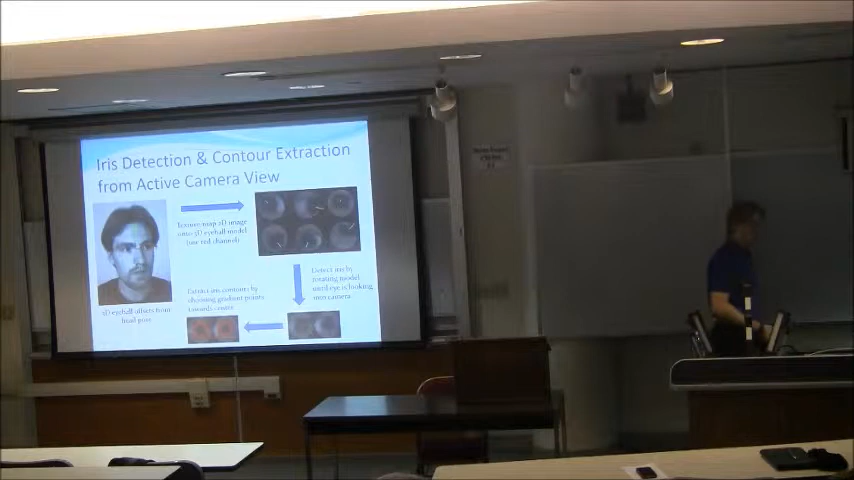 Iris Detection & Contour Extraction
from Active Camera View
Texture map 2D image
onto 3D eyeball model
(use red channel)
Detect iris by
rotating model
until eye is looking
into camera
Extract iris contours by
choosing gradient points
towards center
3D eyeball offsets from
head pose